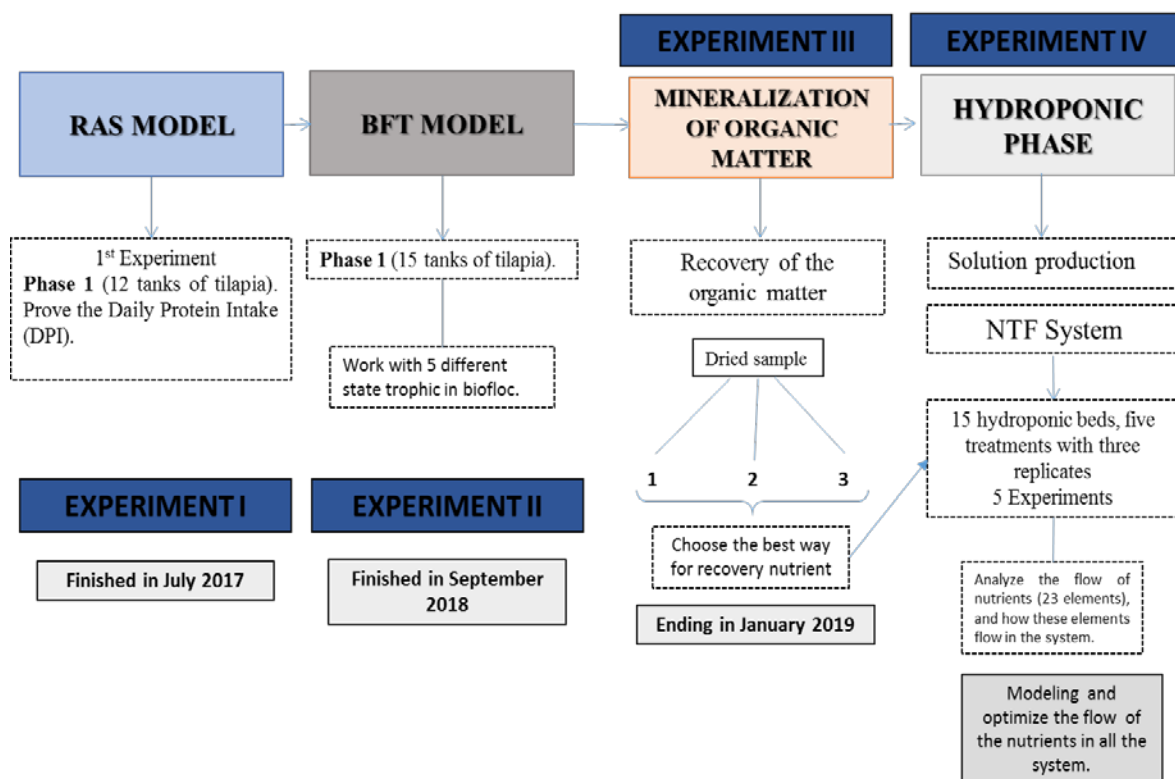 EXPERIMENT III
EXPERIMENT IV
RAS MODEL
BFT MODEL
MINERALIZATION
OF ORGANIC
MATTER
HYDROPONIC
PHASE
1st Experiment
Phase 1 (12 tanks of tilapia).
Prove the Daily Protein Intake
(DPI).
Phase 1 (15 tanks of tilapia).
Work with 5 different
state trophic in biofloc.
Recovery of the
organic matter
Dried sample
1 2 3
Choose the best way
for recovery nutrient
Ending in January 2019
Solution production
NTF System
15 hydroponic beds, five
treatments with three
replicates
5 Experiments
Analyze the flow of
nutrients (23 elements),
and how these elements
flow in the system.
Modeling and
optimize the flow of
the nutrients in all the
system.
EXPERIMENT I
EXPERIMENT II
Finished in July 2017
Finished in September
2018